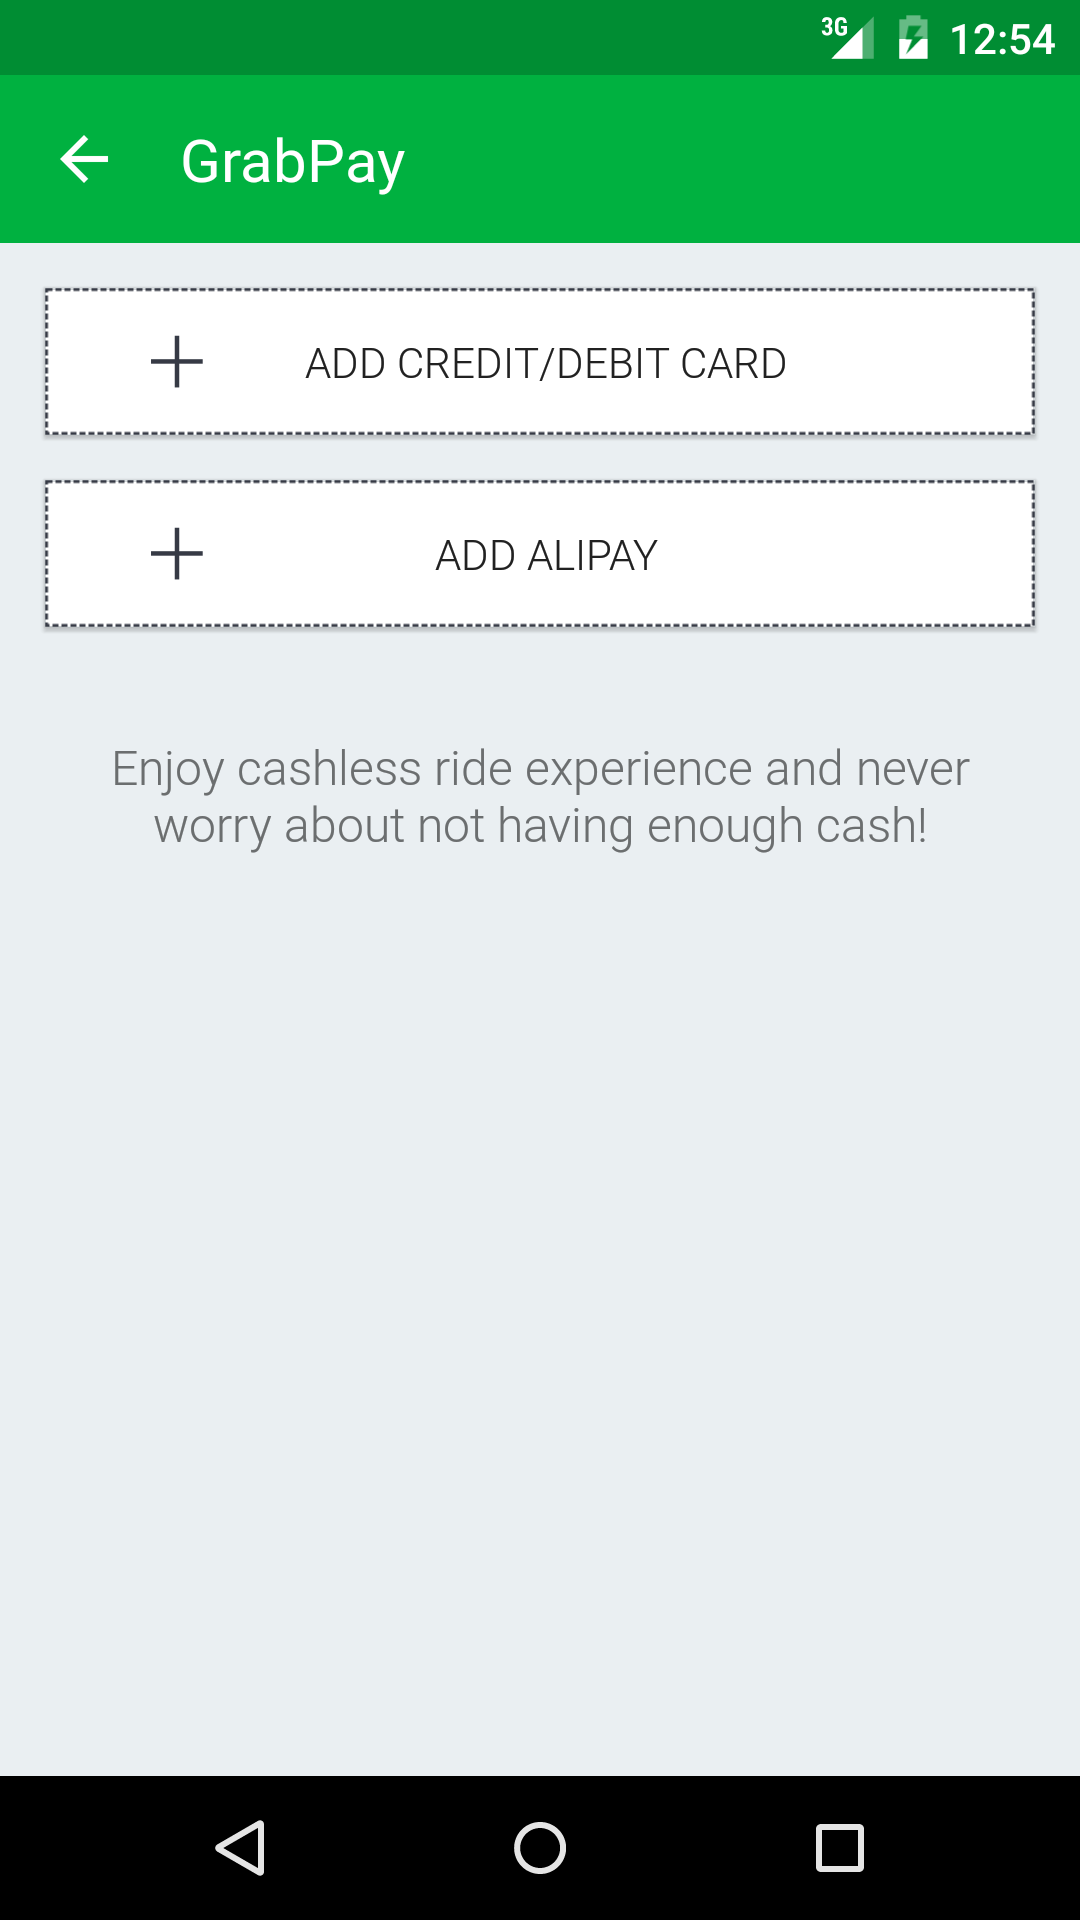 3G 12:54
GrabPay
ADD CREDIT/DEBIT CARD
ADD ALIPAY
Enjoy cashless ride experience and never
worry about not having enough cash!